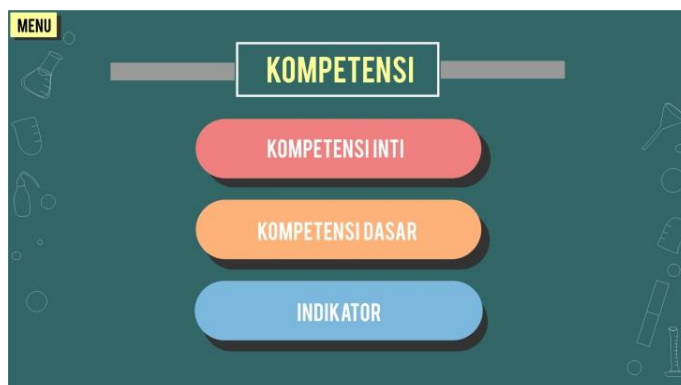 MENU
KOMPETENSI
KOMPETENSI INTI
KOMPETENSI DASAR
INDIKATOR